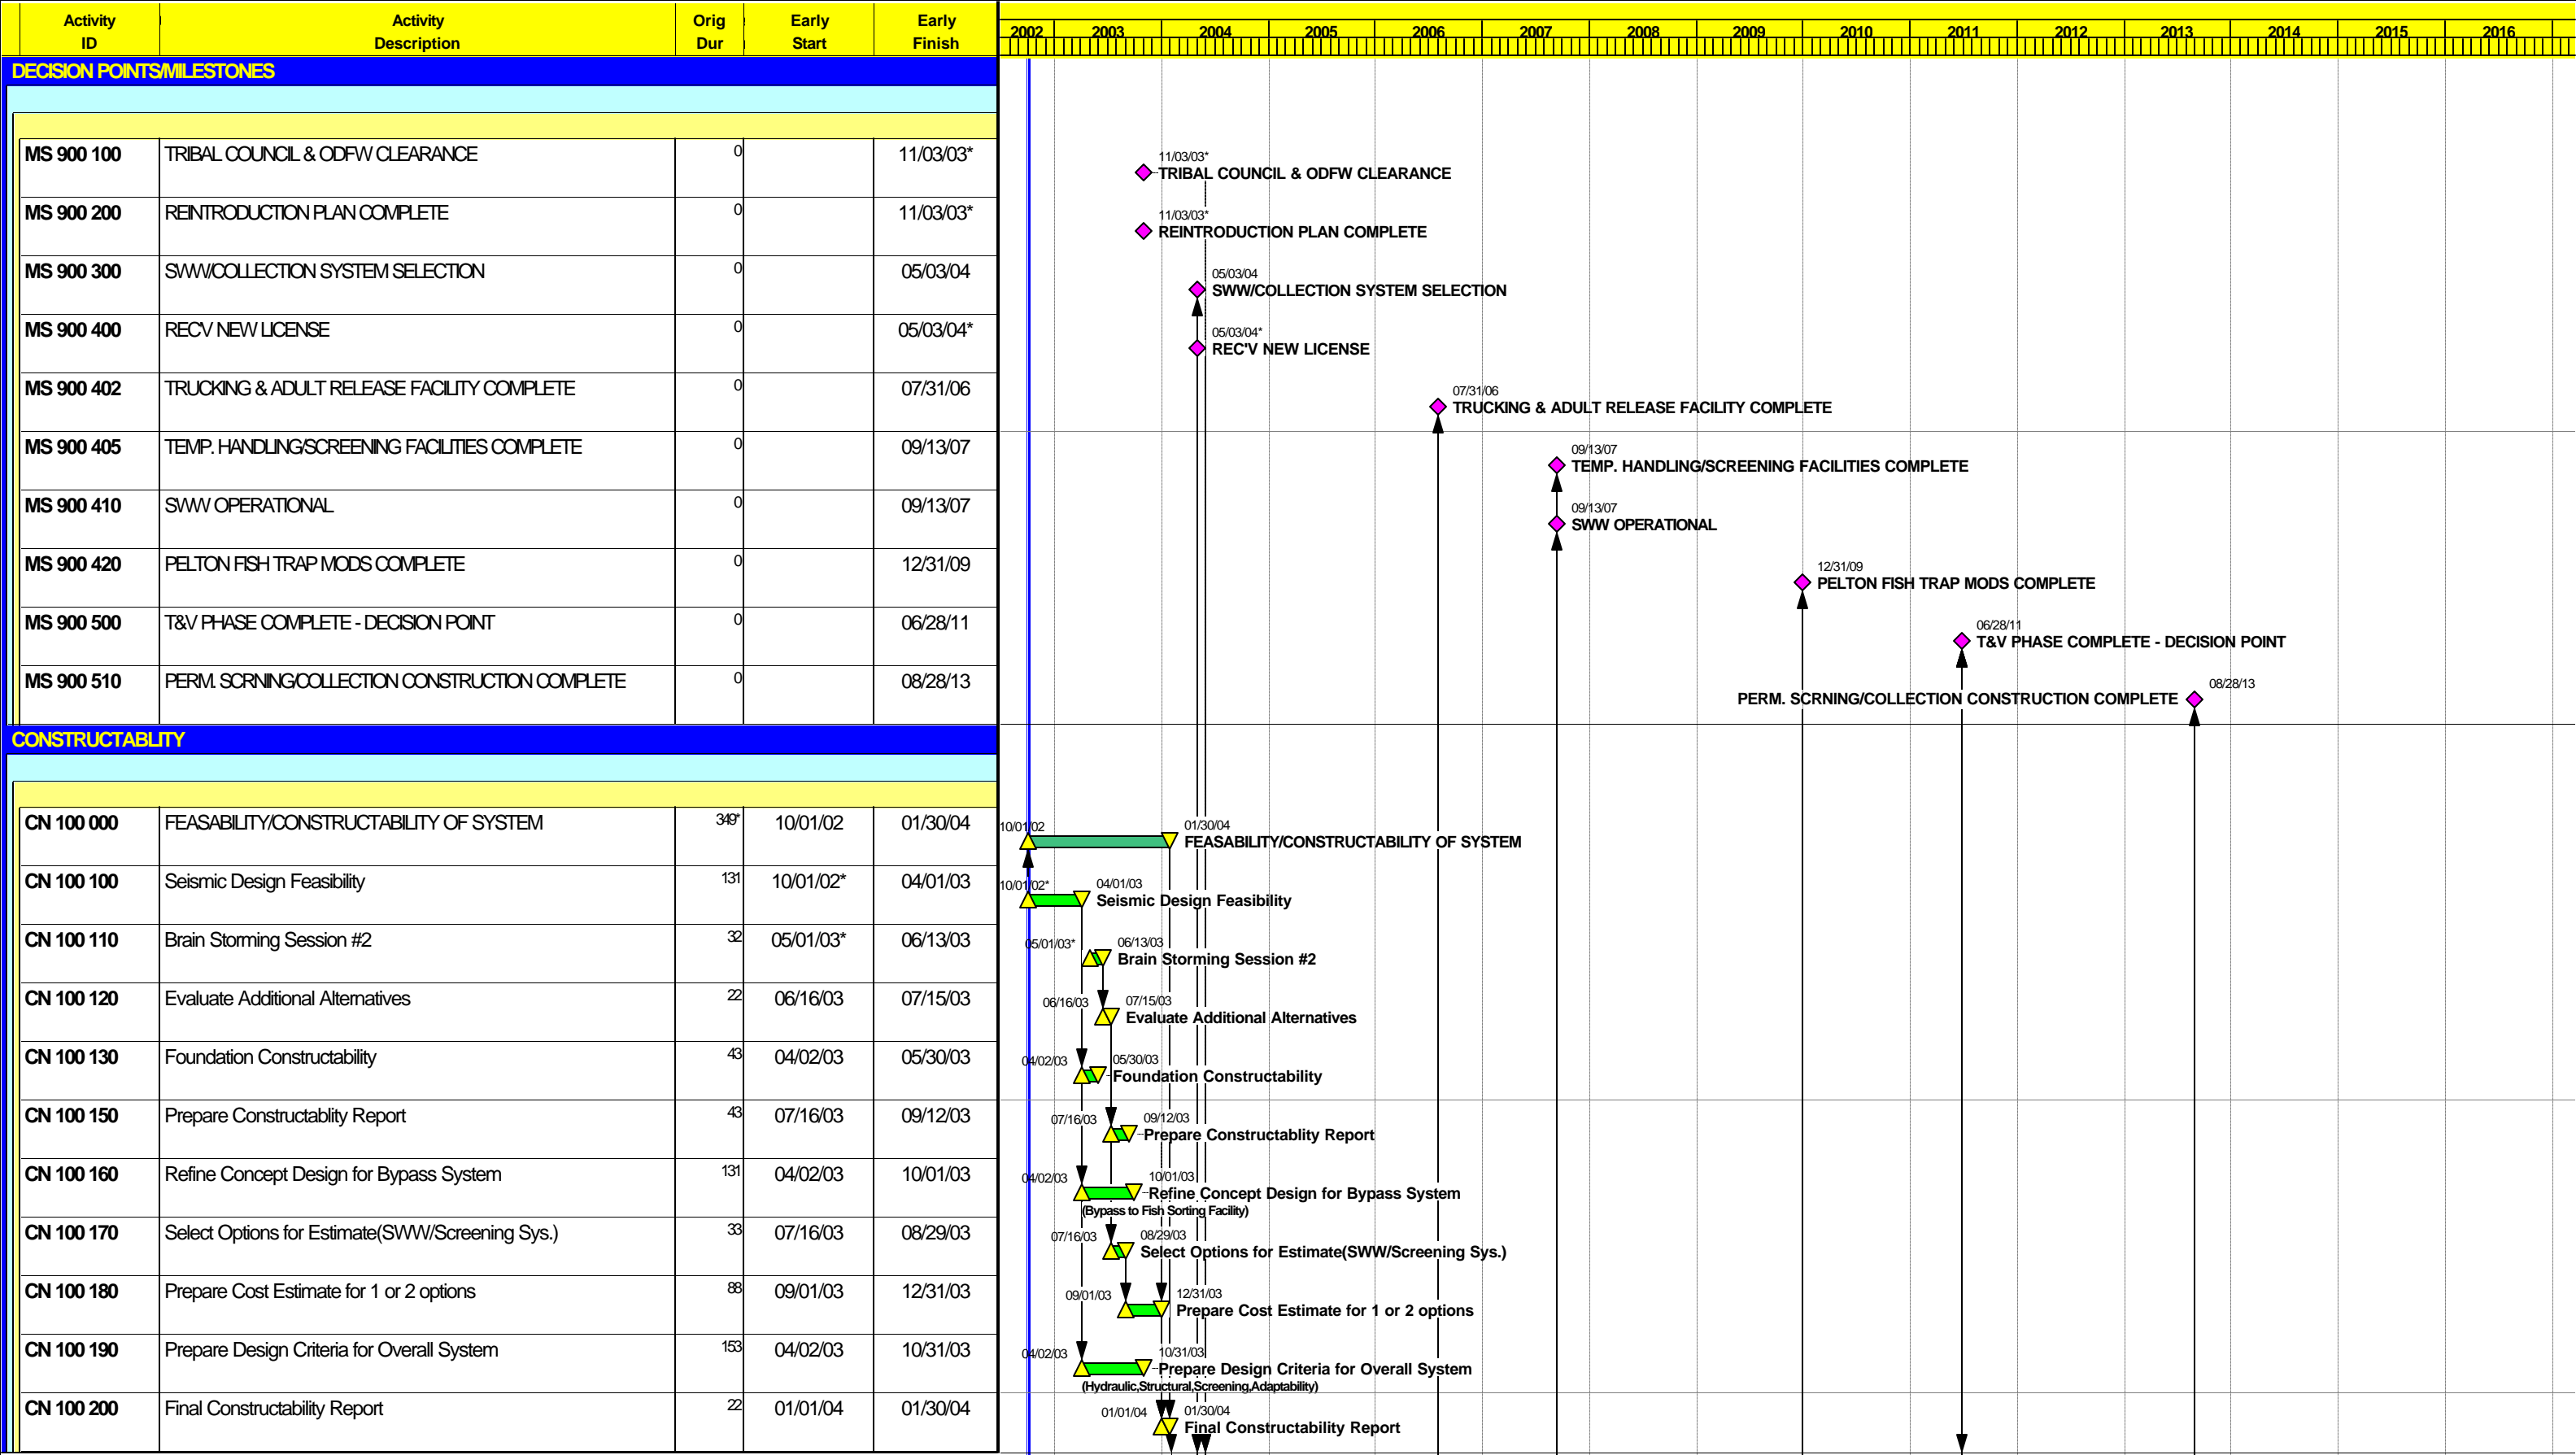 Activity ID Activity Description Orig Dur Early Start Early Finish 2002 2003 2004 2005 2006 2007 2008 2009 2010 2011 2012 2013 2014 2015 2016
DECISION POINTS/MILESTONES
MS 900 100 TRIBAL COUNCIL & ODFW CLEARANCE 0 11/03/03*
11/03/03*
TRIBAL COUNCIL & ODFW CLEARANCE
MS 900 200 REINTRODUCTION PLAN COMPLETE 0 11/03/03*
11/03/03*
REINTRODUCTION PLAN COMPLETE
MS 900 300 SWW/COLLECTION SYSTEM SELECTION 0 05/03/04
05/03/04
SWW/COLLECTION SYSTEM SELECTION
MS 900 400 REC'V NEW LICENSE 0 05/03/04*
05/03/04*
REC'V NEW LICENSE
MS 900 402 TRUCKING & ADULT RELEASE FACILITY COMPLETE 0 07/31/06
07/31/06
TRUCKING & ADULT RELEASE FACILITY COMPLETE
MS 900 405 TEMP. HANDLING/SCREENING FACILITIES COMPLETE 0 09/13/07
09/13/07
TEMP. HANDLING/SCREENING FACILITIES COMPLETE
MS 900 410 SWW OPERATIONAL 0 09/13/07
09/13/07
SWW OPERATIONAL
MS 900 420 PELTON FISH TRAP MODS COMPLETE 0 12/31/09
12/31/09
PELTON FISH TRAP MODS COMPLETE
MS 900 500 T&V PHASE COMPLETE - DECISION POINT 0 06/28/11
06/28/11
T&V PHASE COMPLETE - DECISION POINT
MS 900 510 PERM. SCRNING/COLLECTION CONSTRUCTION COMPLETE 0 08/28/13
08/28/13
PERM. SCRNING/COLLECTION CONSTRUCTION COMPLETE
CONSTRUCTABLITY
CN 100 000 FEASABILITY/CONSTRUCTABILITY OF SYSTEM 349* 10/01/02 01/30/04
10/01/02 01/30/04
FEASABILITY/CONSTRUCTABILITY OF SYSTEM
CN 100 100 Seismic Design Feasibility 131 10/01/02* 04/01/03
10/01/02* 04/01/03
Seismic Design Feasibility
CN 100 110 Brain Storming Session #2 32 05/01/03* 06/13/03
05/01/03* 06/13/03
Brain Storming Session #2
CN 100 120 Evaluate Additional Alternatives 22 06/16/03 07/15/03
06/16/03 07/15/03
Evaluate Additional Alternatives
CN 100 130 Foundation Constructability 43 04/02/03 05/30/03
04/02/03 05/30/03
Foundation Constructability
CN 100 150 Prepare Constructablity Report 43 07/16/03 09/12/03
07/16/03 09/12/03
Prepare Constructablity Report
CN 100 160 Refine Concept Design for Bypass System 131 04/02/03 10/01/03
04/02/03 10/01/03
Refine Concept Design for Bypass System
(Bypass to Fish Sorting Facility)
CN 100 170 Select Options for Estimate(SWW/Screening Sys.) 33 07/16/03 08/29/03
07/16/03 08/29/03
Select Options for Estimate(SWW/Screening Sys.)
CN 100 180 Prepare Cost Estimate for 1 or 2 options 88 09/01/03 12/31/03
09/01/03 12/31/03
Prepare Cost Estimate for 1 or 2 options
CN 100 190 Prepare Design Criteria for Overall System 153 04/02/03 10/31/03
04/02/03 10/31/03
Prepare Design Criteria for Overall System
(Hydraulic,Structural,Screening,Adaptability)
CN 100 200 Final Constructability Report 22 01/01/04 01/30/04
01/01/04 01/30/04
Final Constructability Report